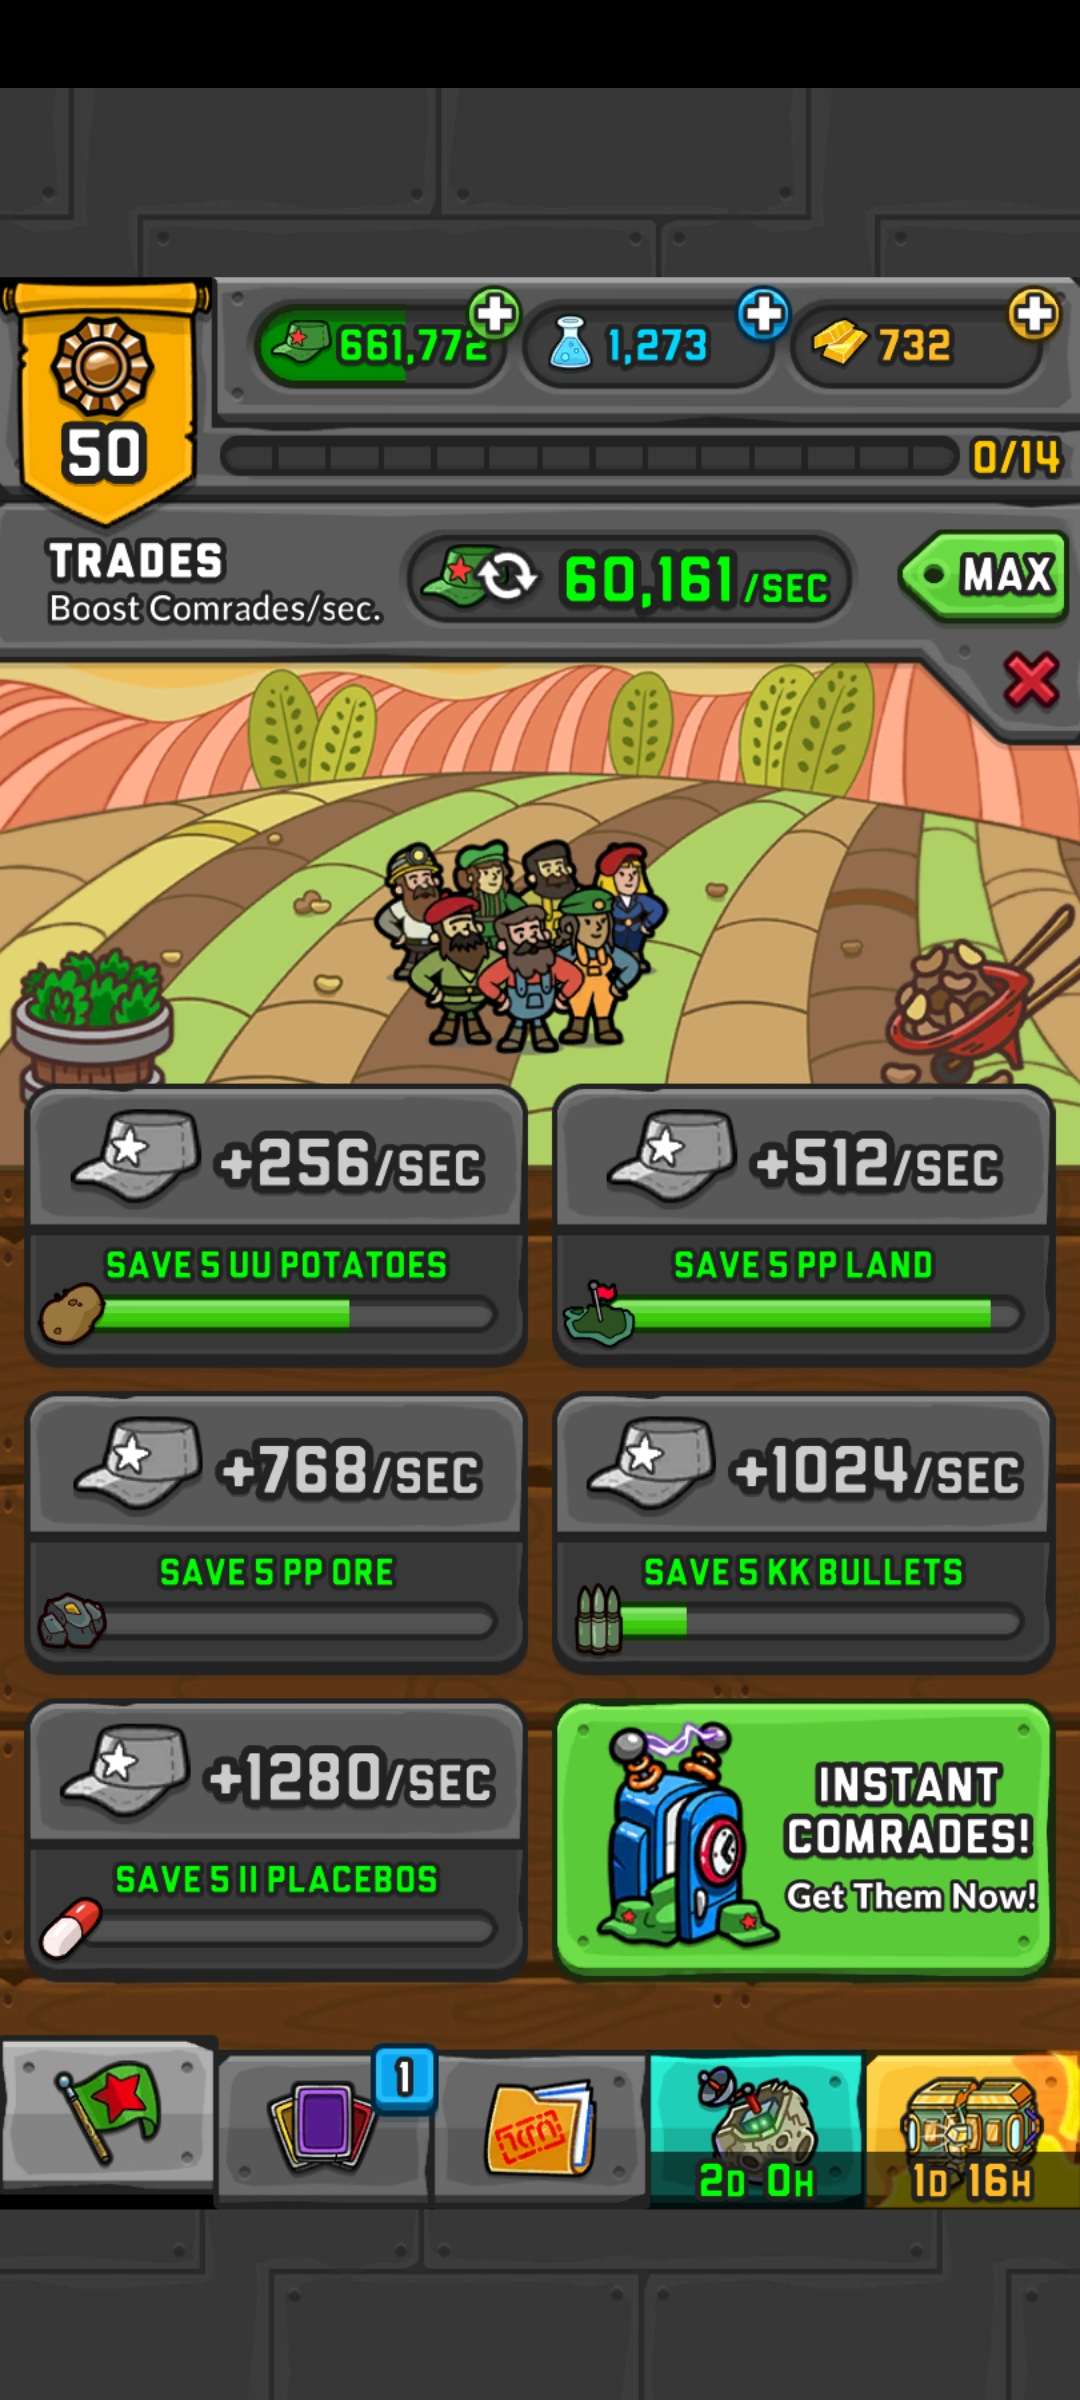 661,772
1,273
732
50
0/14
TRADES
Boost Comrades/sec.
60,161/SEC
MAX
+256/SEC
+512/SEC
SAVE 5 UU POTATOES
SAVE 5 PP LAND
+768/SEC
+1024/SEC
SAVE 5 PP ORE
SAVE 5 KK BULLETS
+1280/SEC
INSTANT
COMRADES!
SAVE 5 II PLACEBOS
Get Them Now!
1
2D 0H
1D 16H